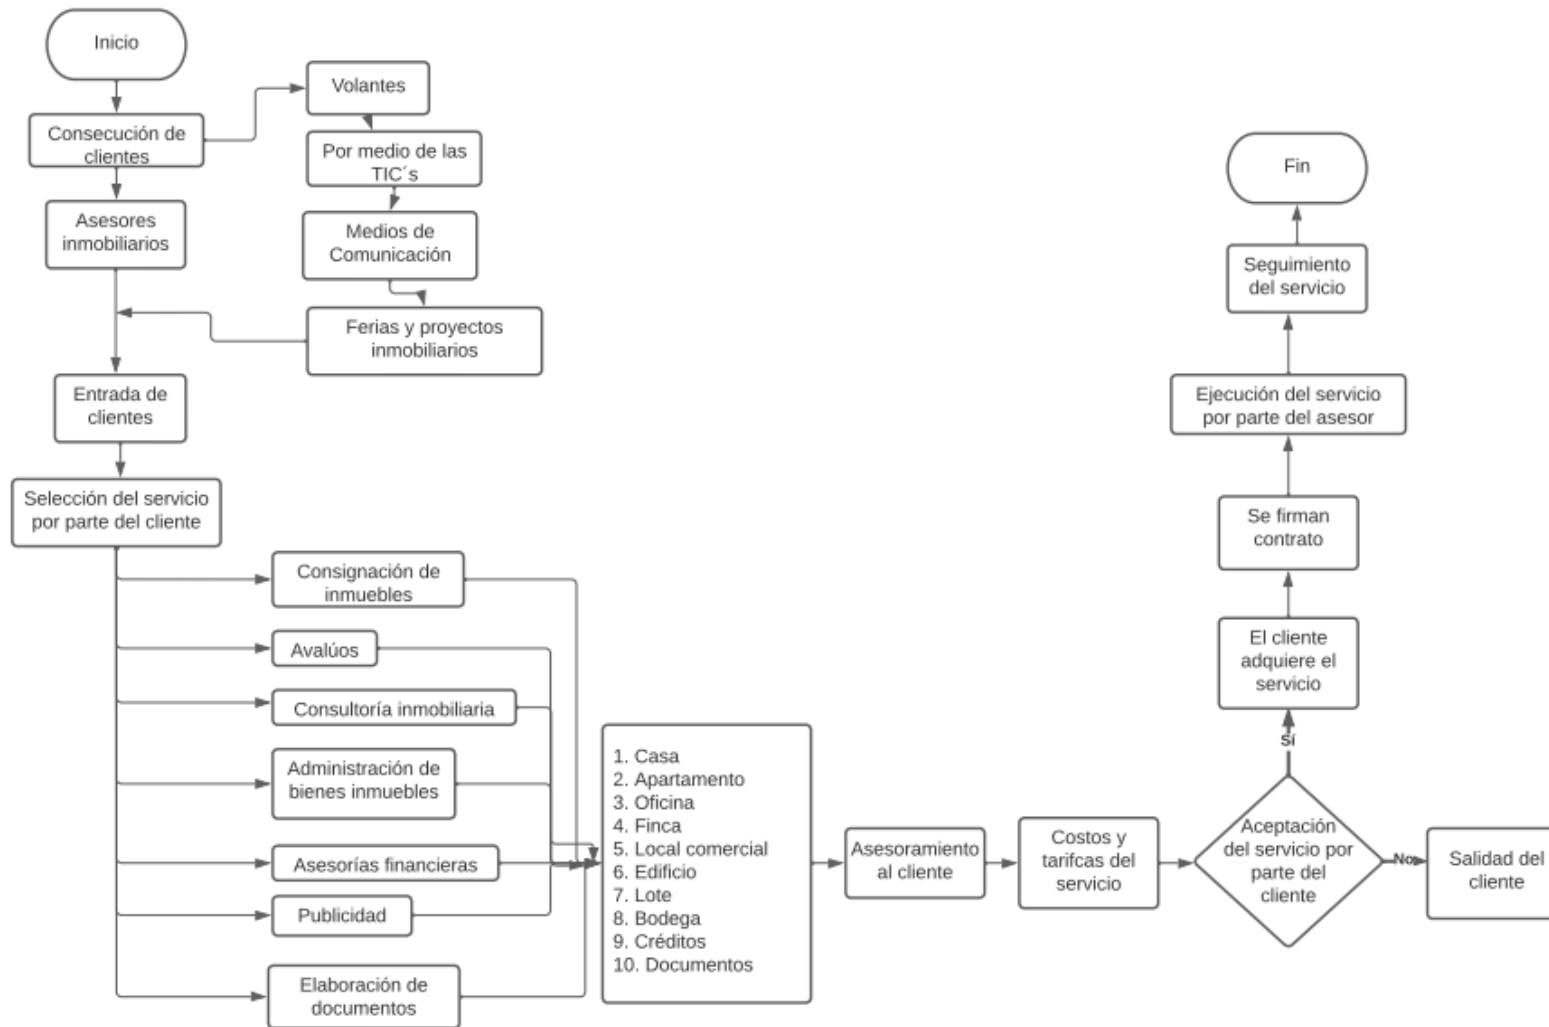 Inicio
Consecución de
clientes
Asesores
inmobiliarios
Volantes
Por medio de las
TIC´s
Medios de
Comunicación
Ferias y proyectos
inmobiliarios
Entrada de
clientes
Selección del servicio
por parte del cliente
Consignación de
inmuebles
Avalúos
Consultoría inmobiliaria
Administración de
bienes inmuebles
Asesorías financieras
Publicidad
Elaboración de
documentos
1. Casa
2. Apartamento
3. Oficina
4. Finca
5. Local comercial
6. Edificio
7. Lote
8. Bodega
9. Créditos
10. Documentos
Asesoramiento
al cliente
Costos y
tarifcas del
servicio
Aceptación
del servicio por
parte del
cliente
No
Salidad del
cliente
Sí
El cliente
adquiere el
servicio
Se firman
contrato
Ejecución del servicio
por parte del asesor
Seguimiento
del servicio
Fin